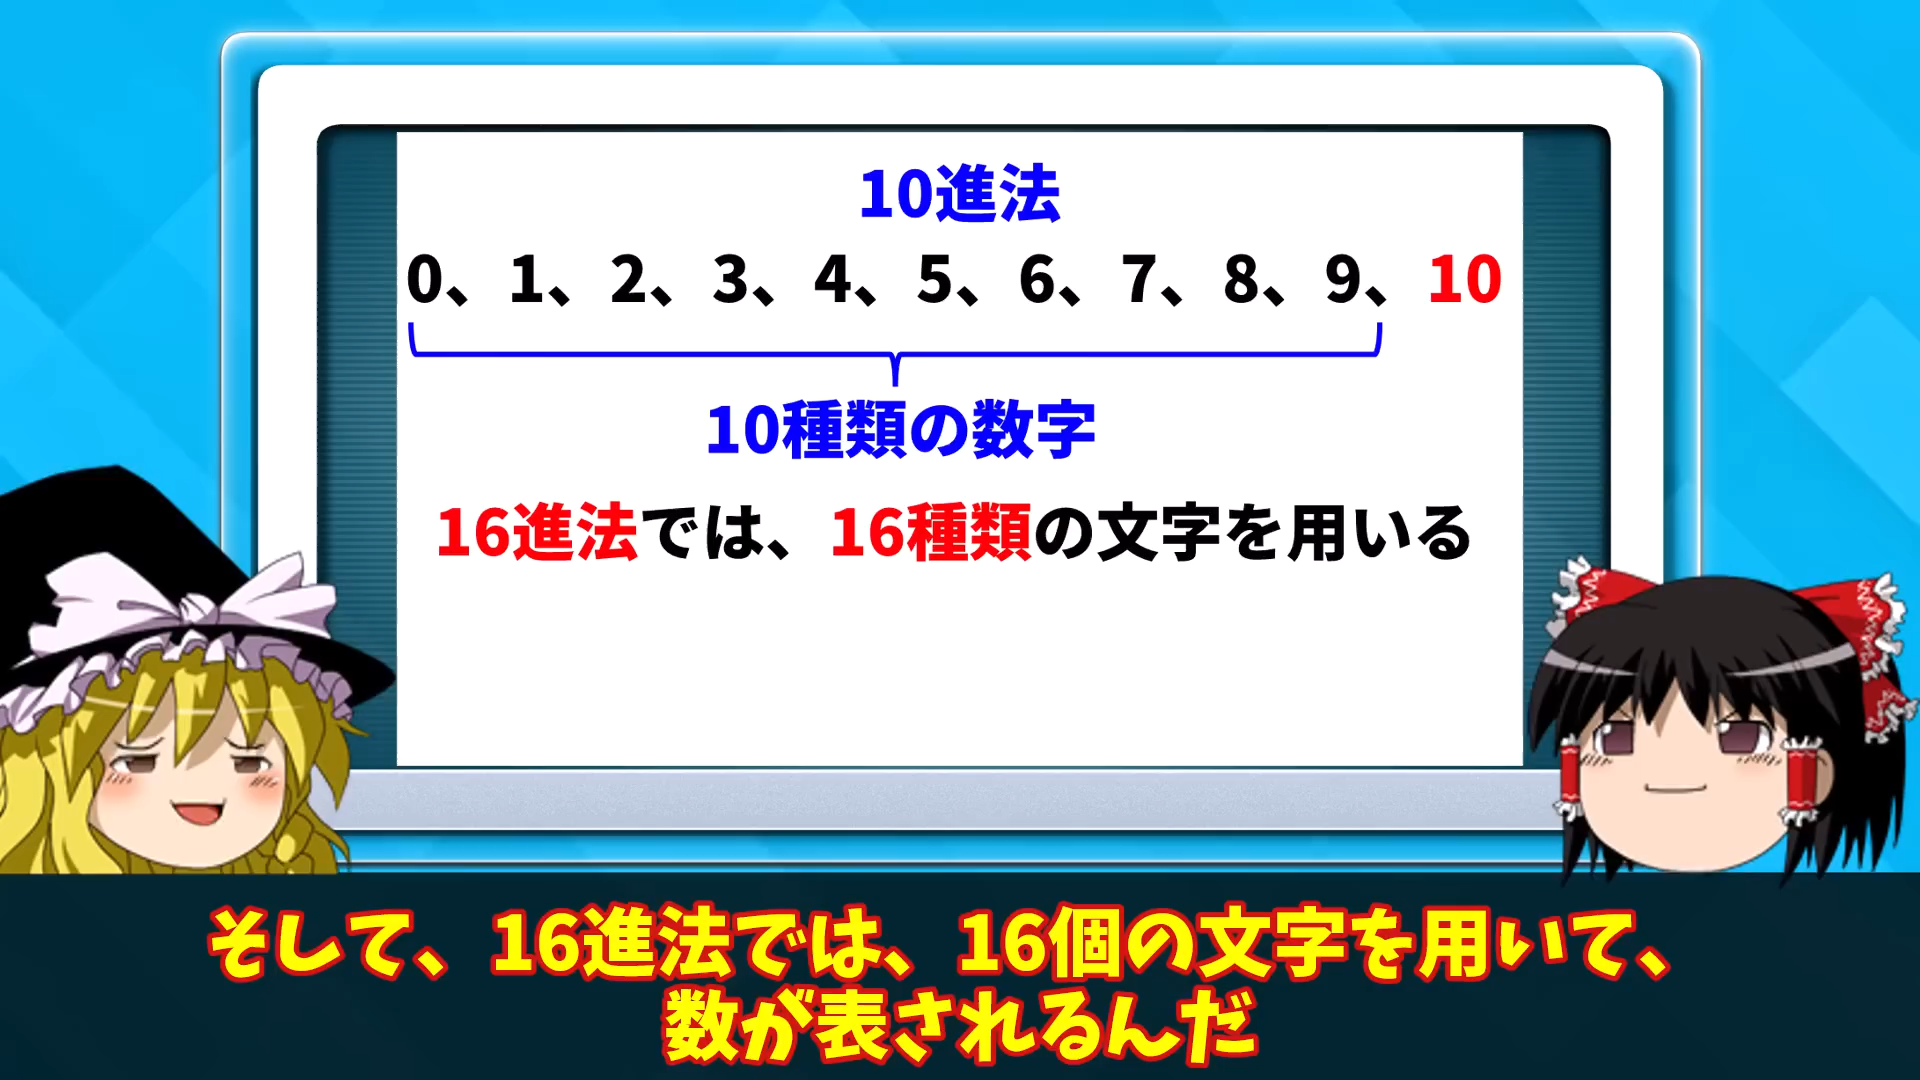 10進法
0、1、2、3、4、5、6、7、8、9、10
10種類の数字
16進法では、16種類の文字を用いる
そして、16進法では、16個の文字を用いて、
数が表されるんだ